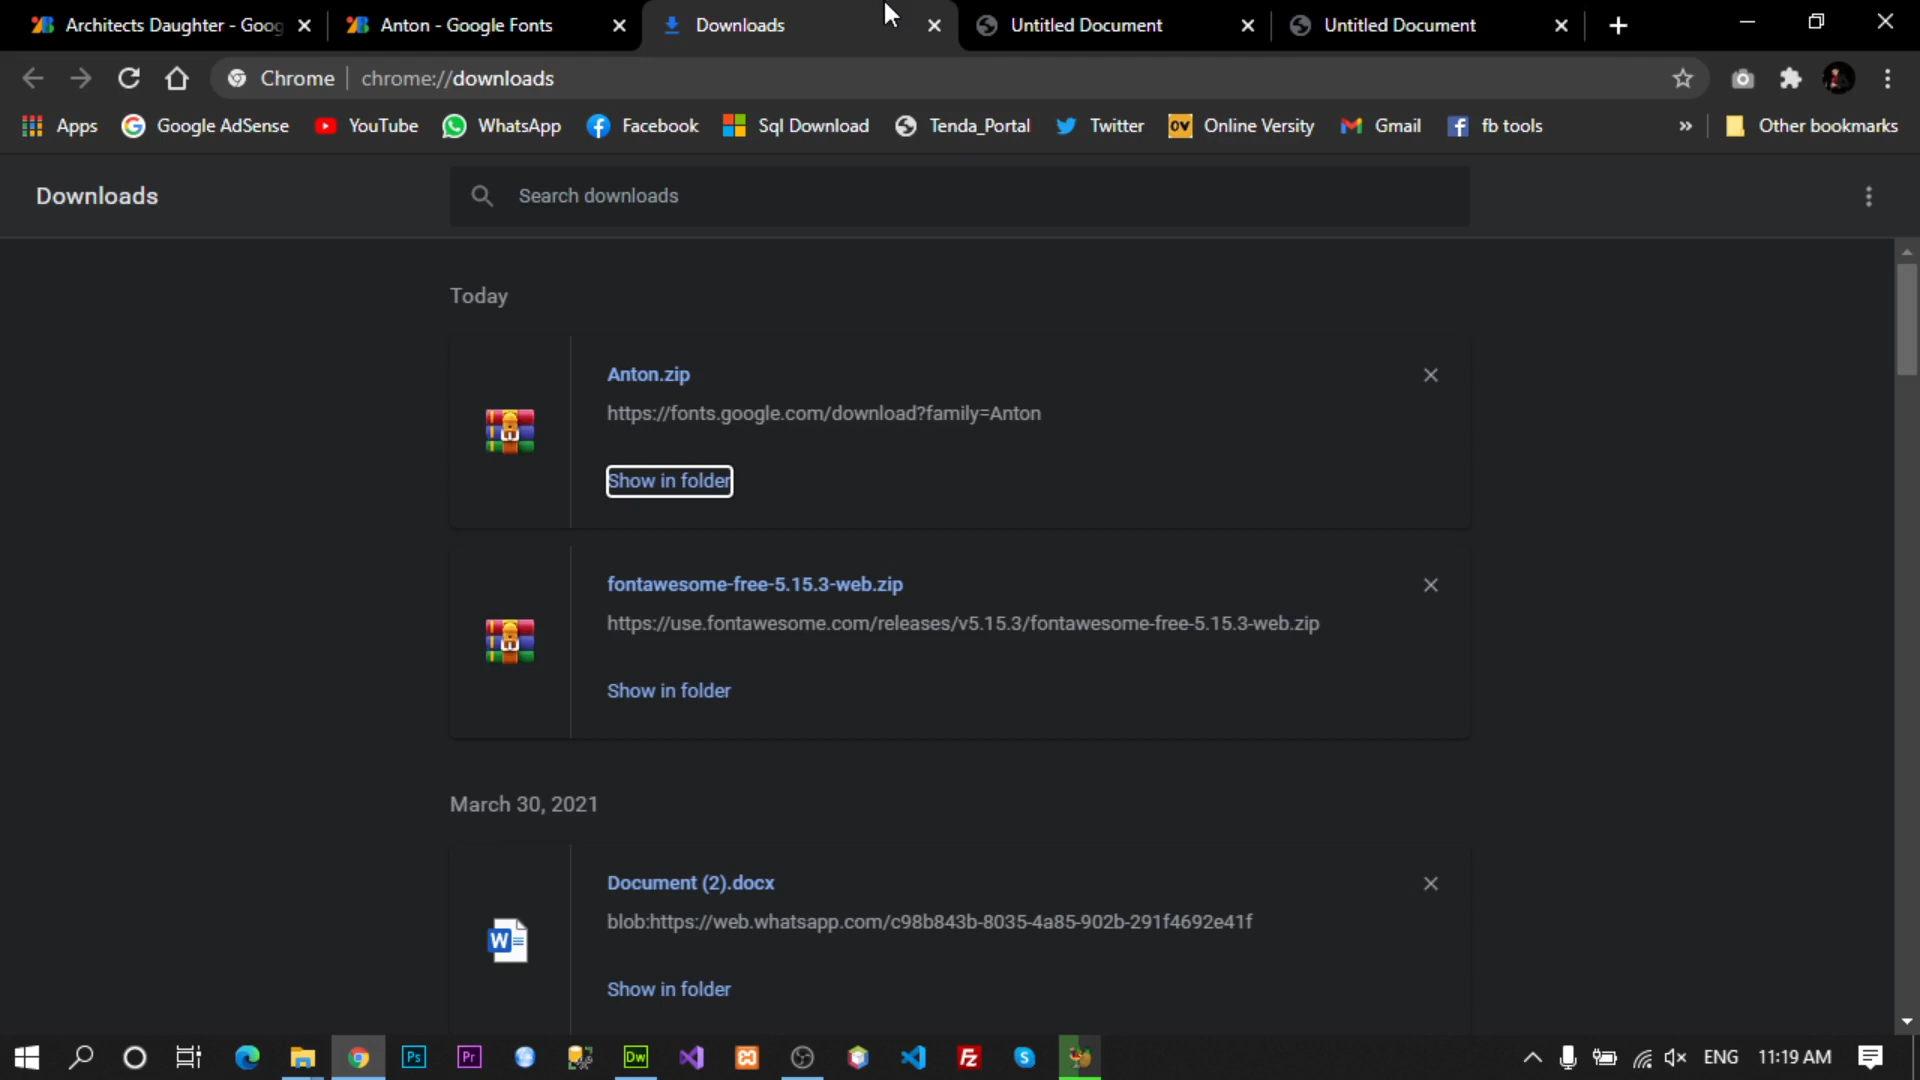 Architects Daughter - Goog
Anton - Google Fonts
Downloads
Untitled Document
Untitled Document
Chrome
chrome://downloads
Apps
Google AdSense
YouTube
WhatsApp
Facebook
Sql Download
Tenda_Portal
Twitter
OV
Online Versity
Gmail
fb tools
»
Other bookmarks
Downloads
Search downloads
Today
Anton.zip
https://fonts.google.com/download?family=Anton
Show in folder
fontawesome-free-5.15.3-web.zip
https://use.fontawesome.com/releases/v5.15.3/fontawesome-free-5.15.3-web.zip
Show in folder
March 30, 2021
Document (2).docx
blob:https://web.whatsapp.com/c98b843b-8035-4a85-902b-291f4692e41f
W
Show in folder
Ps
Pr
Dw
Fz
S
ENG
11:19 AM